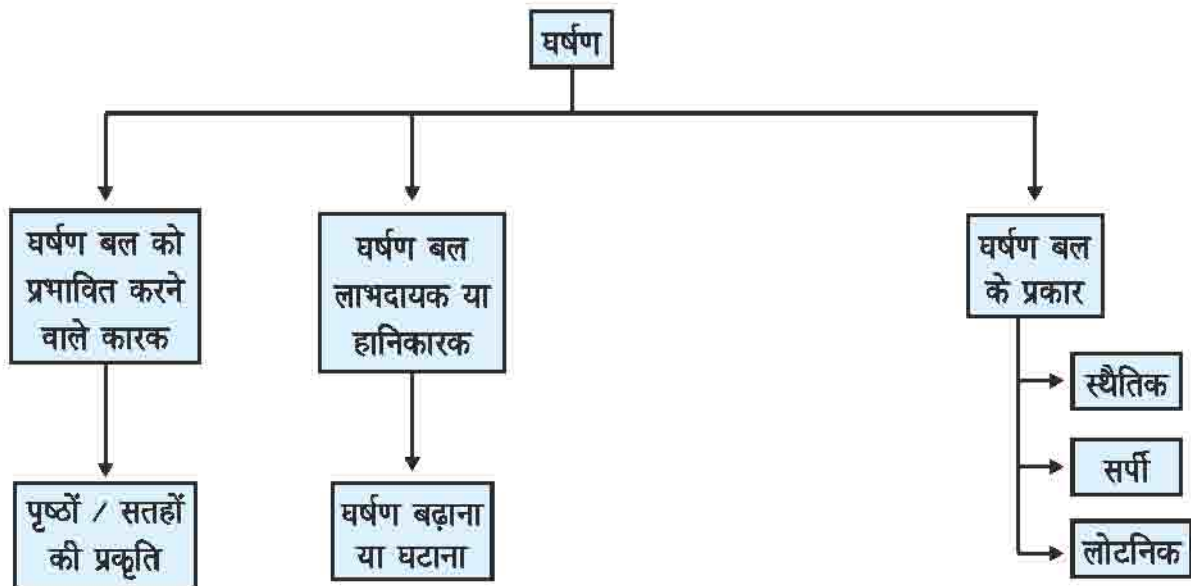 घर्षण
घर्षण बल को
प्रभावित करने
वाले कारक
घर्षण बल
लाभदायक या
हानिकारक
घर्षण बल
के प्रकार
स्थैतिक
सर्पी
लोटनिक
पृष्ठों / सतहों
की प्रकृति
घर्षण बढ़ाना
या घटाना